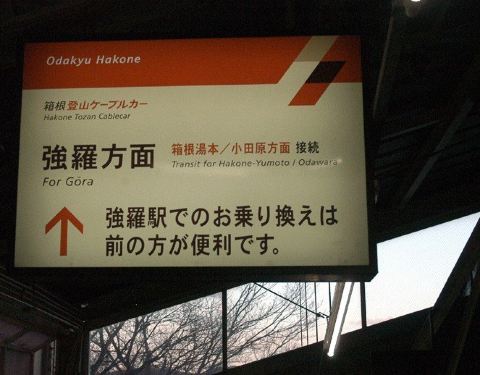 Odakyu Hakone
箱根登山ケーブルカー
Hakone Tozan Cablecar
強羅方面
For Gōra
箱根湯本／小田原方面 接続
Transit for Hakone-Yumoto / Odawara
強羅駅でのお乗り換えは
前の方が便利です。